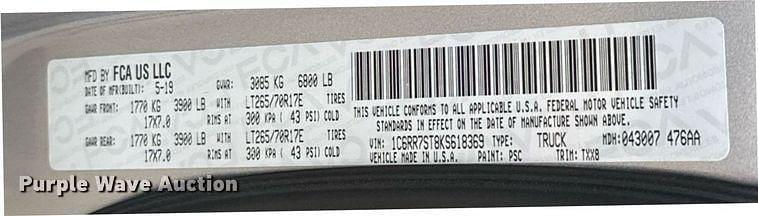 MFD BY FCA US LLC
DATE OF MFR(BUILT): 5-19 GVWR: 3085 KG 6800 LB
GAWR FRONT: 1770 KG 3900 LB WITH LT265/70R17E TIRES
17X7.0 RIMS AT 300 KPA ( 43 PSI) COLD
GAWR REAR: 1770 KG 3900 LB WITH LT265/70R17E TIRES
17X7.0 RIMS AT 300 KPA ( 43 PSI) COLD
THIS VEHICLE CONFORMS TO ALL APPLICABLE U.S.A. FEDERAL MOTOR VEHICLE SAFETY
STANDARDS IN EFFECT ON THE DATE OF MANUFACTURE SHOWN ABOVE.
VIN: 1C6RR7ST8KS618369 TYPE: TRUCK MDH: 043007 476AA
VEHICLE MADE IN U.S.A. PAINT: PSC TRIM: TXX8
FCA
Purple Wave Auction